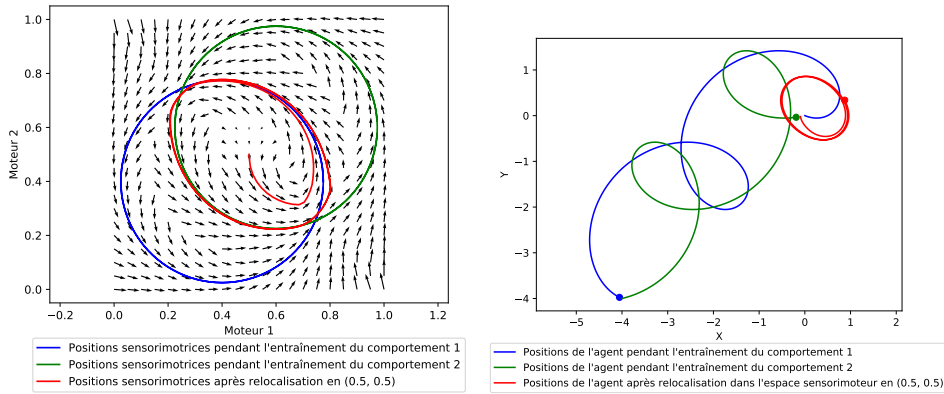 1.0
0.8
0.6
0.4
0.2
0.0
Moteur 2
−0.2 0.0 0.2 0.4 0.6 0.8 1.0 1.2
Moteur 1
Positions sensorimotrices pendant l'entraînement du comportement 1
Positions sensorimotrices pendant l'entraînement du comportement 2
Positions sensorimotrices après relocalisation en (0.5, 0.5)
1
0
−1
−2
−3
−4
Y
−5 −4 −3 −2 −1 0 1 2
X
Positions de l'agent pendant l'entraînement du comportement 1
Positions de l'agent pendant l'entraînement du comportement 2
Positions de l'agent après relocalisation dans l'espace sensorimoteur en (0.5, 0.5)